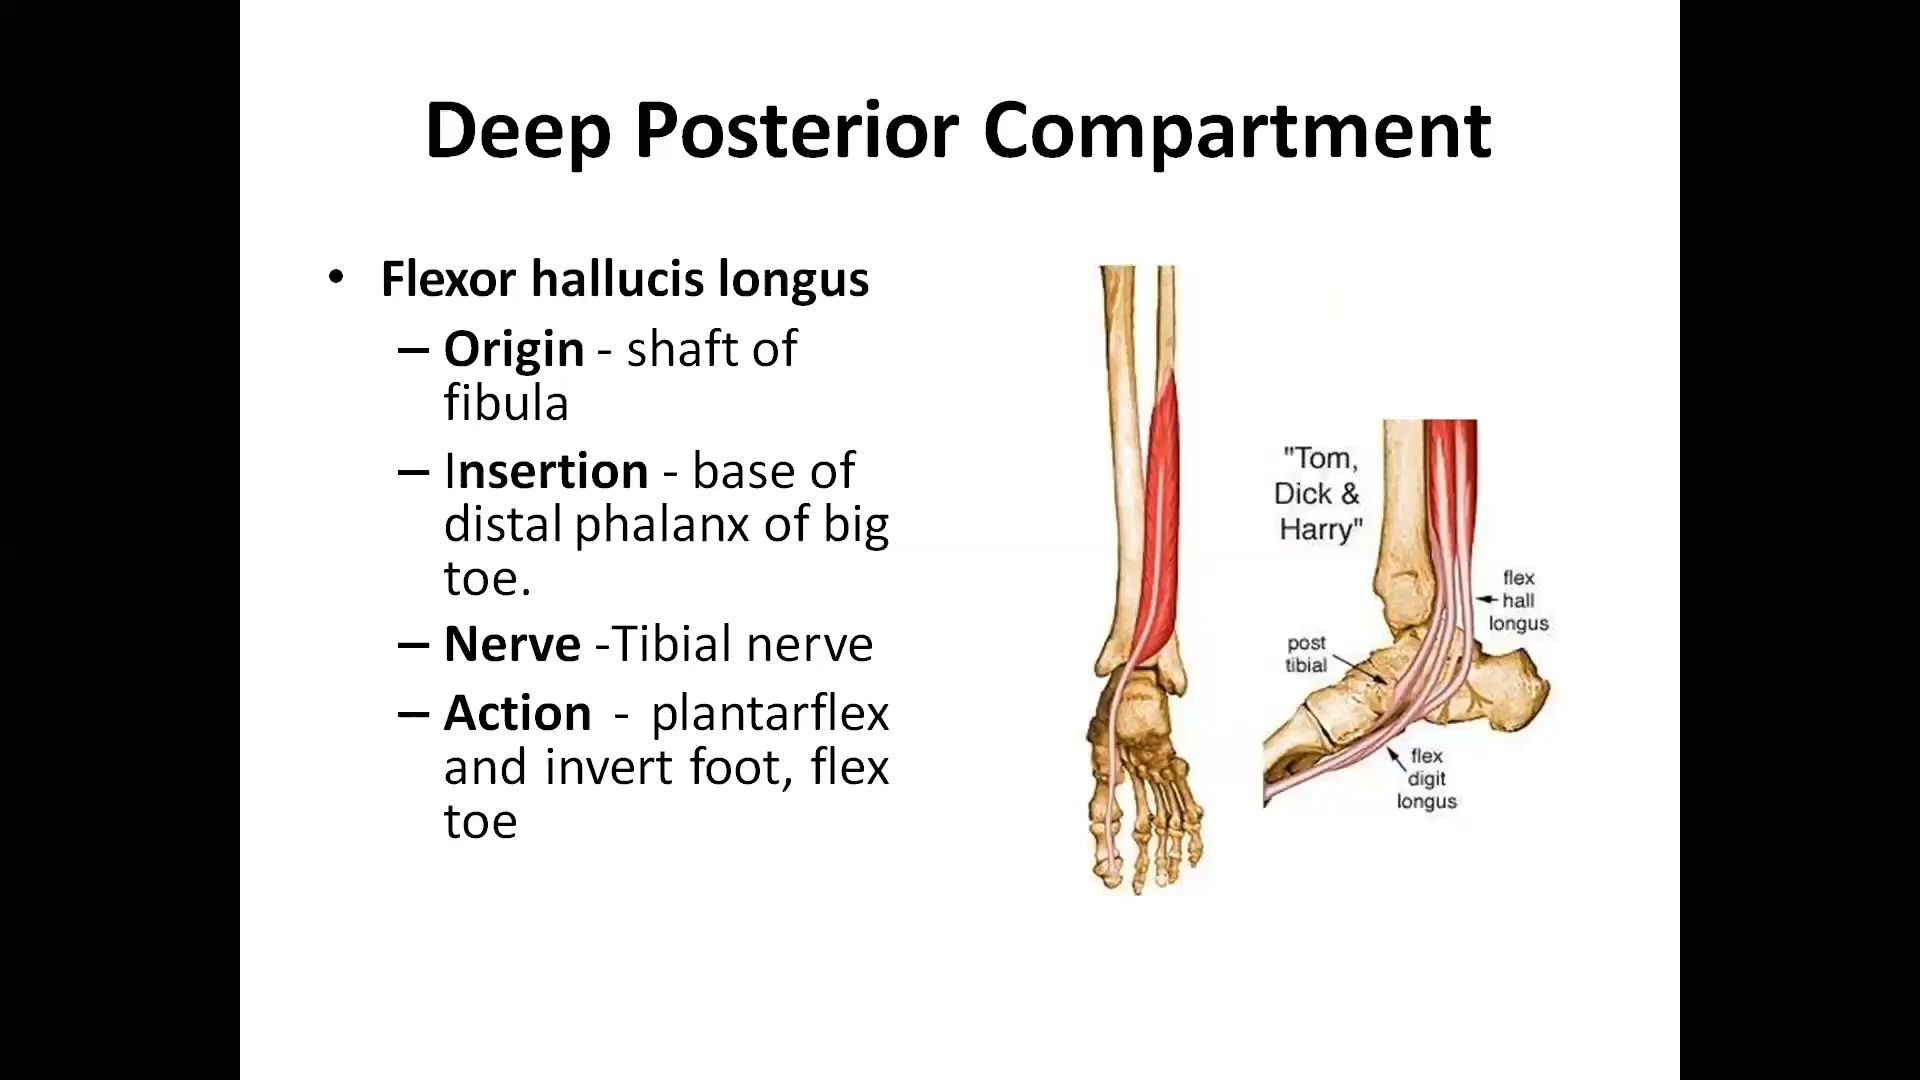 Deep Posterior Compartment
• Flexor hallucis longus
– Origin - shaft of
fibula
– Insertion - base of
distal phalanx of big
toe.
– Nerve -Tibial nerve
– Action - plantarflex
and invert foot, flex
toe
"Tom,
Dick &
Harry"
flex
hall
longus
post
tibial
flex
digit
longus